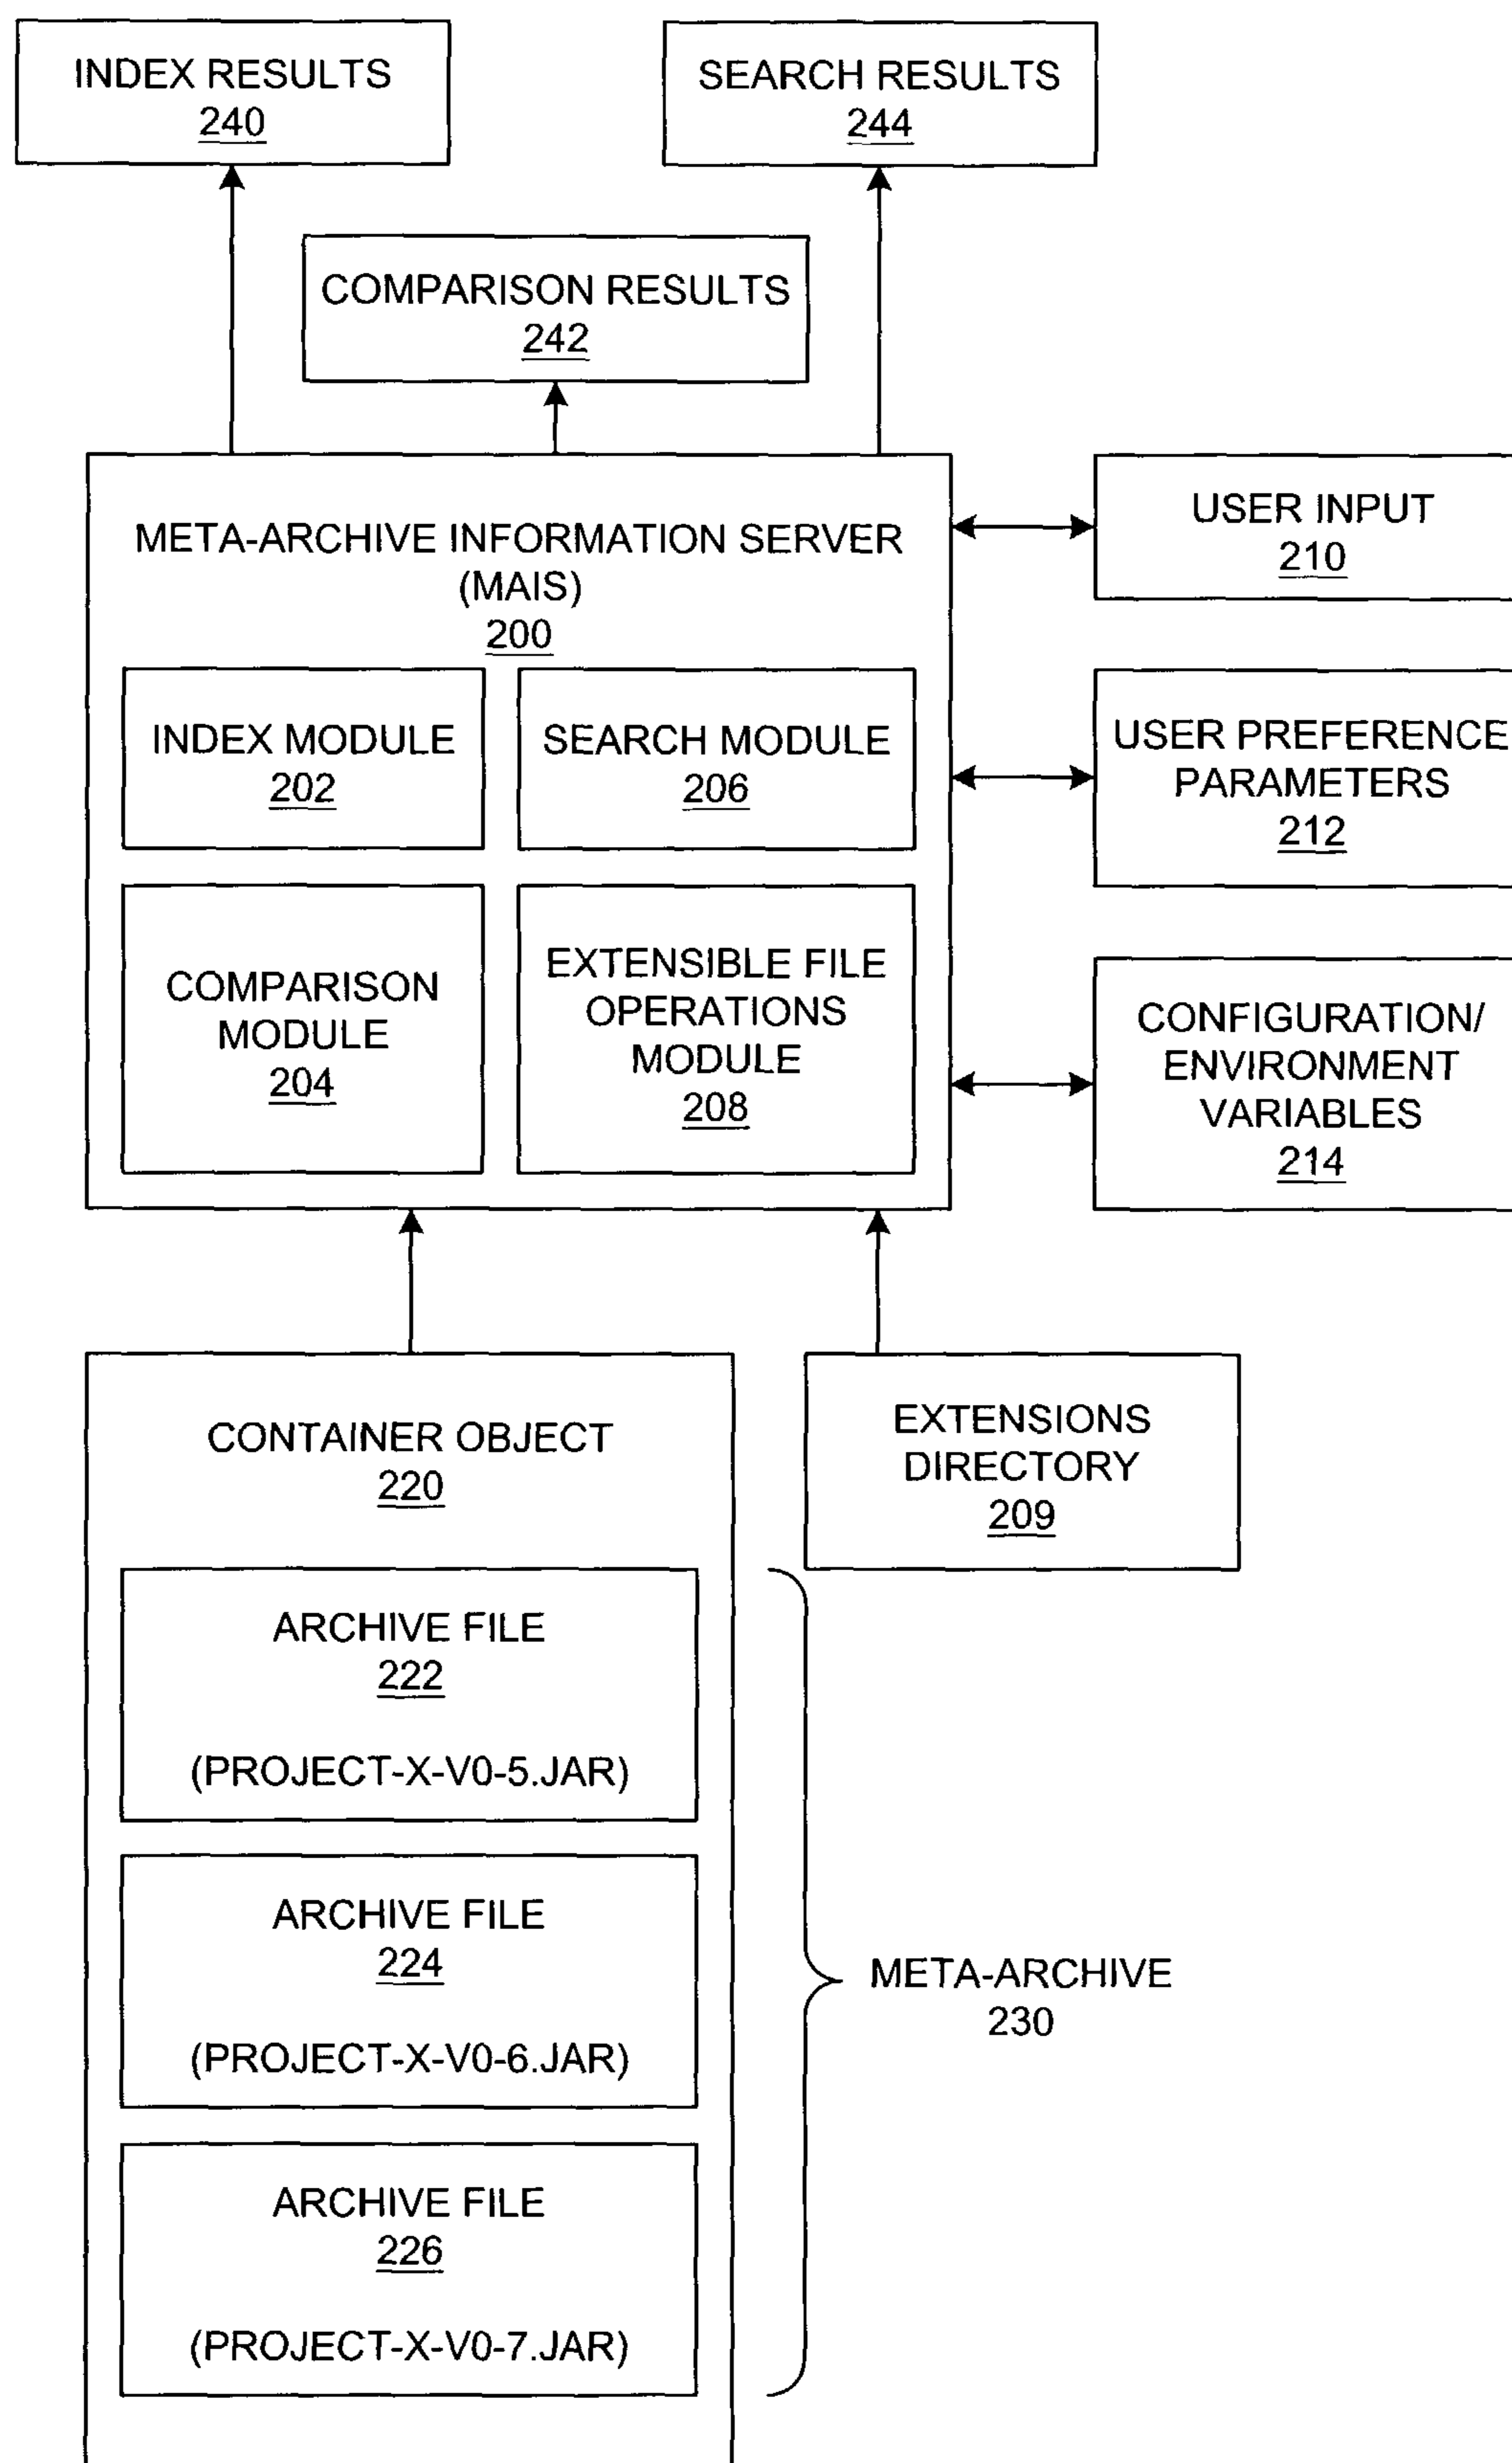 INDEX RESULTS
240
SEARCH RESULTS
244
COMPARISON RESULTS
242
META-ARCHIVE INFORMATION SERVER
(MAIS)
200
INDEX MODULE
202
SEARCH MODULE
206
COMPARISON
MODULE
204
EXTENSIBLE FILE
OPERATIONS
MODULE
208
USER INPUT
210
USER PREFERENCE
PARAMETERS
212
CONFIGURATION/
ENVIRONMENT
VARIABLES
214
CONTAINER OBJECT
220
EXTENSIONS
DIRECTORY
209
ARCHIVE FILE
222
(PROJECT-X-V0-5.JAR)
ARCHIVE FILE
224
(PROJECT-X-V0-6.JAR)
ARCHIVE FILE
226
(PROJECT-X-V0-7.JAR)
META-ARCHIVE
230